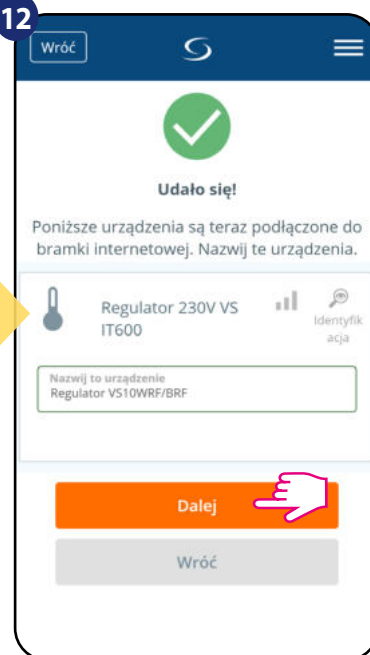 12
Wróć
Udało się!
Poniższe urządzenia są teraz podłączone do
bramki internetowej. Nazwij te urządzenia.
Regulator 230V VS
IT600
Identyfik
acja
Nazwij to urządzenie
Regulator VS10WRF/BRF
Dalej
Wróć